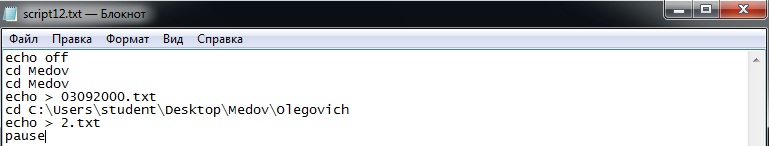 script12.txt — Блокнот
Файл Правка Формат Вид Справка
echo off
cd Medov
cd Medov
echo > 03092000.txt
cd C:\Users\student\Desktop\Medov\Olegovich
echo > 2.txt
pause